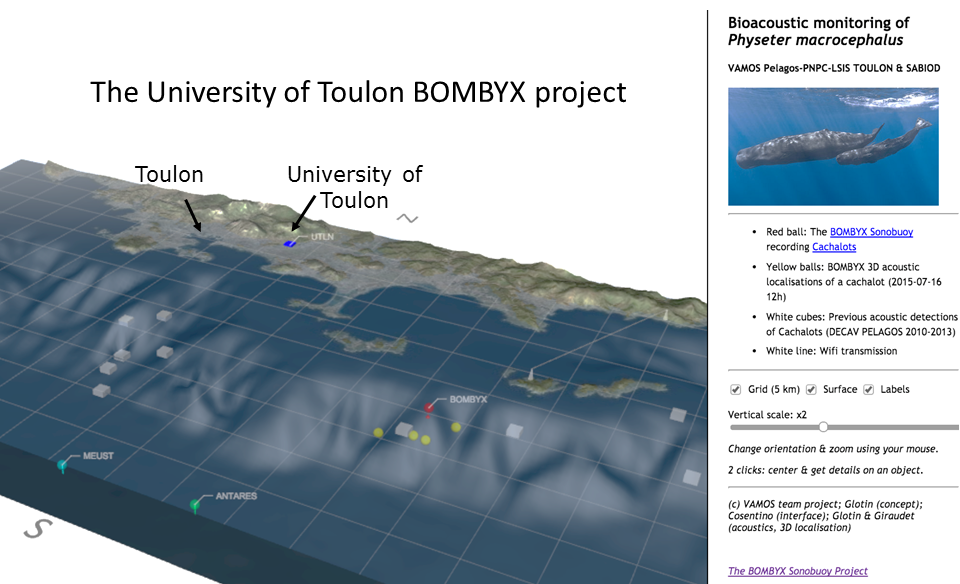 The University of Toulon BOMBYX project
Toulon
University of
Toulon
UTLN
N
BOMBYX
MEUST
ANTARES
S
Bioacoustic monitoring of
Physeter macrocephalus
VAMOS Pelagos-PNPC-LSIS TOULON & SABIOD
Red ball: The BOMBYX Sonobuoy
recording Cachalots
Yellow balls: BOMBYX 3D acoustic
localisations of a cachalot (2015-07-16
12h)
White cubes: Previous acoustic detections
of Cachalots (DECAV PELAGOS 2010-2013)
White line: Wifi transmission
Grid (5 km) Surface Labels
Vertical scale: x2
Change orientation & zoom using your mouse.
2 clicks: center & get details on an object.
(c) VAMOS team project; Glotin (concept);
Cosentino (interface); Glotin & Giraudet
(acoustics, 3D localisation)
The BOMBYX Sonobuoy Project